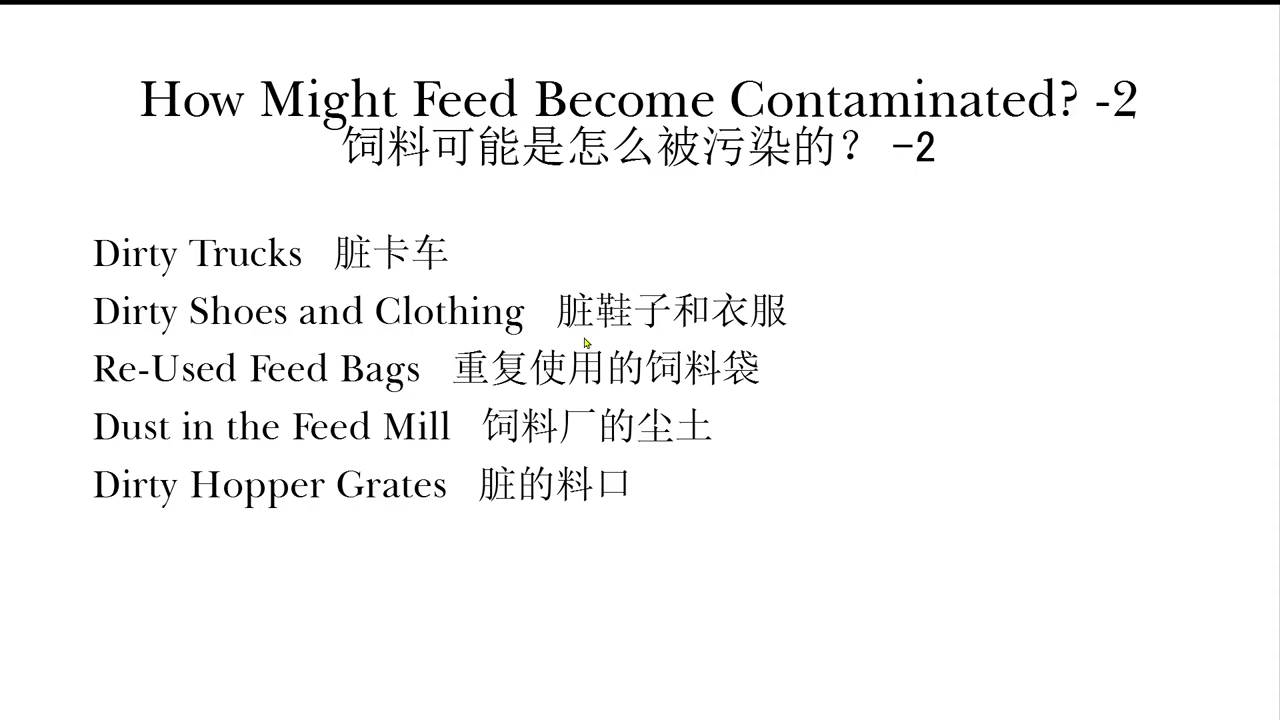 How Might Feed Become Contaminated? -2
饲料可能是怎么被污染的？ -2
Dirty Trucks 脏卡车
Dirty Shoes and Clothing 脏鞋子和衣服
Re-Used Feed Bags 重复使用的饲料袋
Dust in the Feed Mill 饲料厂的尘土
Dirty Hopper Grates 脏的料口